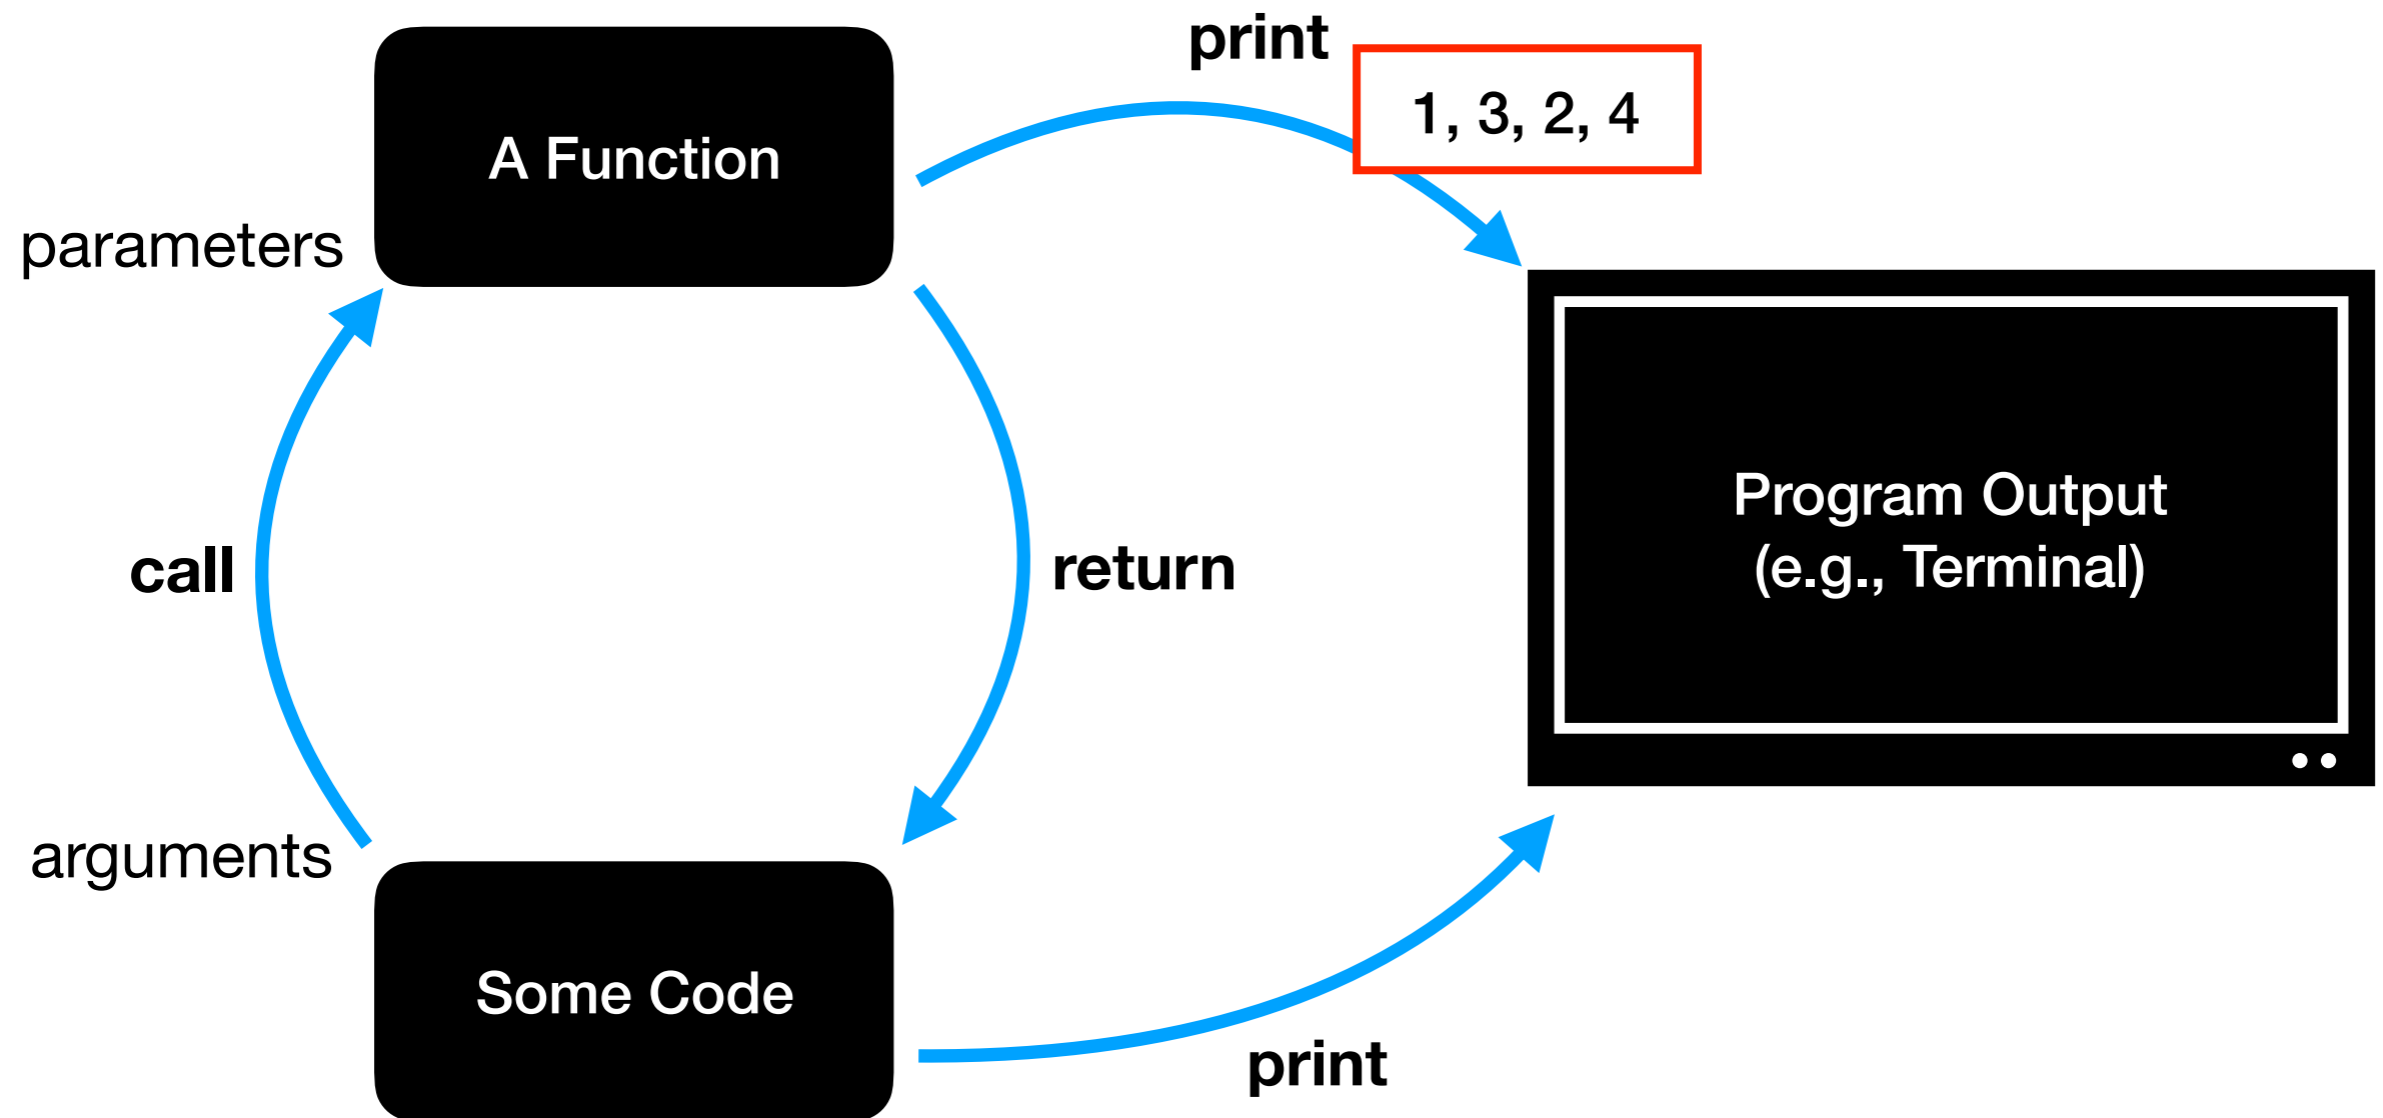 print
1, 3, 2, 4
A Function
parameters
Program Output
(e.g., Terminal)
call
return
arguments
Some Code
print